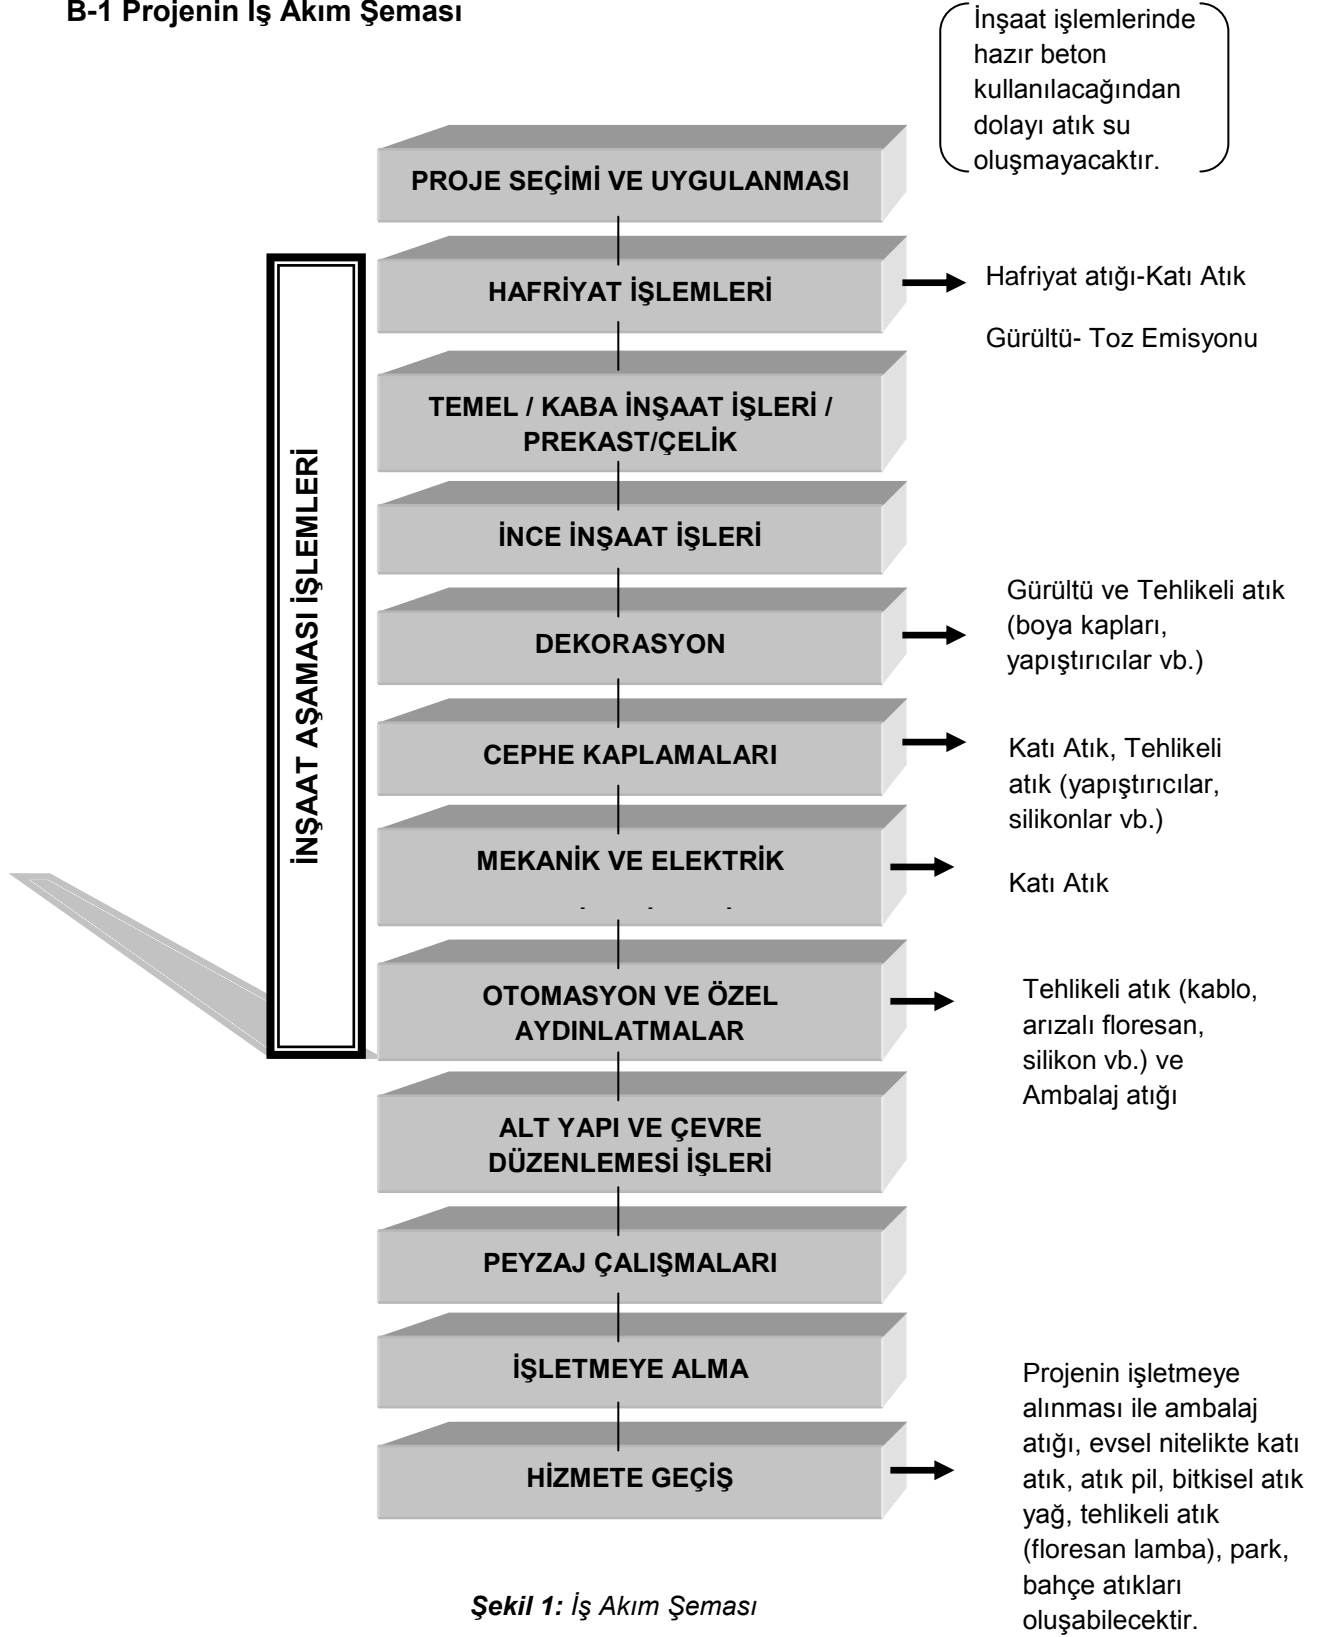 B-1 Projenin İş Akım Şeması
İnşaat işlemlerinde
hazır beton
kullanılacağından
dolayı atık su
oluşmayacaktır.
PROJE SEÇİMİ VE UYGULANMASI
İNŞAAT AŞAMASI İŞLEMLERİ
HAFRİYAT İŞLEMLERİ
Hafriyat atığı-Katı Atık
Gürültü- Toz Emisyonu
TEMEL / KABA İNŞAAT İŞLERİ /
PREKAST/ÇELİK
İNCE İNŞAAT İŞLERİ
DEKORASYON
Gürültü ve Tehlikeli atık
(boya kapları,
yapıştırıcılar vb.)
CEPHE KAPLAMALARI
Katı Atık, Tehlikeli
atık (yapıştırıcılar,
silikonlar vb.)
MEKANİK VE ELEKTRİK
Katı Atık
OTOMASYON VE ÖZEL
AYDINLATMALAR
Tehlikeli atık (kablo,
arızalı floresan,
silikon vb.) ve
Ambalaj atığı
ALT YAPI VE ÇEVRE
DÜZENLEMESİ İŞLERİ
PEYZAJ ÇALIŞMALARI
İŞLETMEYE ALMA
HİZMETE GEÇİŞ
Projenin işletmeye
alınması ile ambalaj
atığı, evsel nitelikte katı
atık, atık pil, bitkisel atık
yağ, tehlikeli atık
(floresan lamba), park,
bahçe atıkları
oluşabilecektir.
Şekil 1: İş Akım Şeması